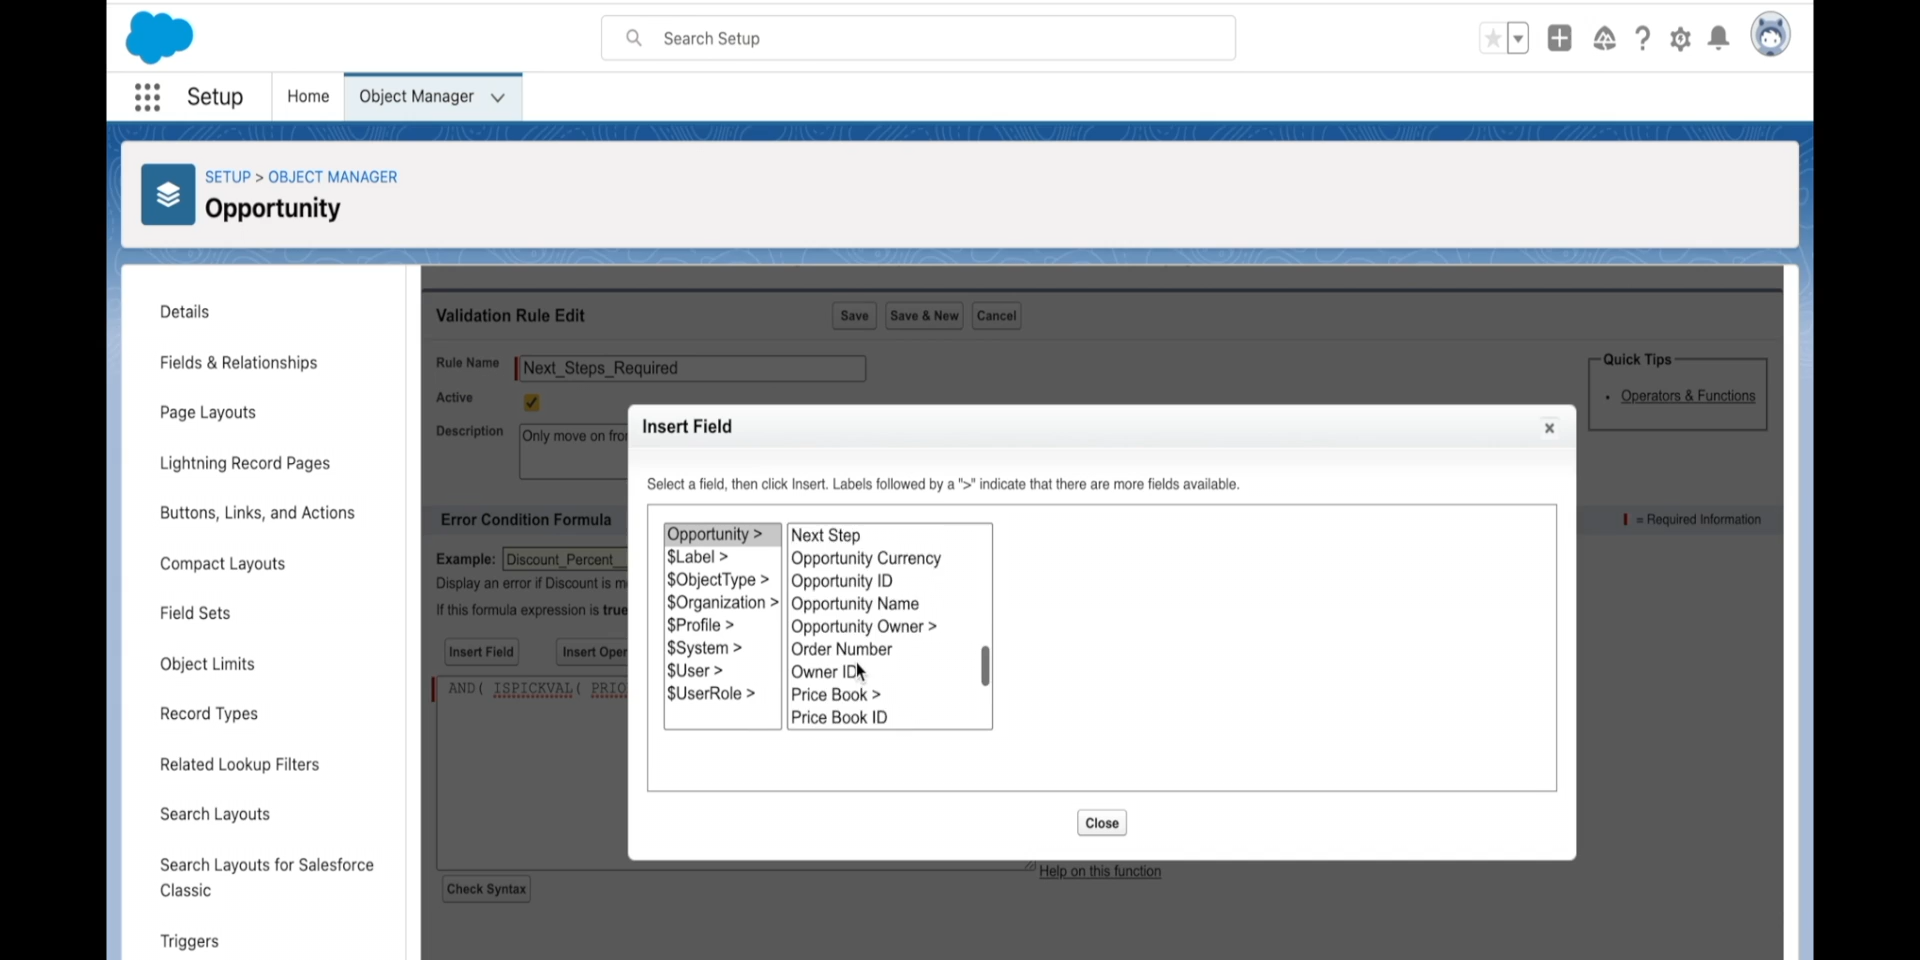 Search Setup
Setup
Home
Object Manager
SETUP > OBJECT MANAGER
Opportunity
Details
Fields & Relationships
Page Layouts
Lightning Record Pages
Buttons, Links, and Actions
Compact Layouts
Field Sets
Object Limits
Record Types
Related Lookup Filters
Search Layouts
Search Layouts for Salesforce
Classic
Triggers
Validation Rule Edit
Save
Save & New
Cancel
Rule Name
Next_Steps_Required
Active
Description
Only move on fro
Quick Tips
• Operators & Functions
Error Condition Formula
= Required Information
Example:
Discount_Percent_
Display an error if Discount is m
If this formula expression is true
Insert Field
Insert Oper
AND( ISPICKVAL( PRIO
Check Syntax
Help on this function
Insert Field
x
Select a field, then click Insert. Labels followed by a ">" indicate that there are more fields available.
Opportunity >
$Label >
$ObjectType >
$Organization >
$Profile >
$System >
$User >
$UserRole >
Next Step
Opportunity Currency
Opportunity ID
Opportunity Name
Opportunity Owner >
Order Number
Owner ID
Price Book >
Price Book ID
Close